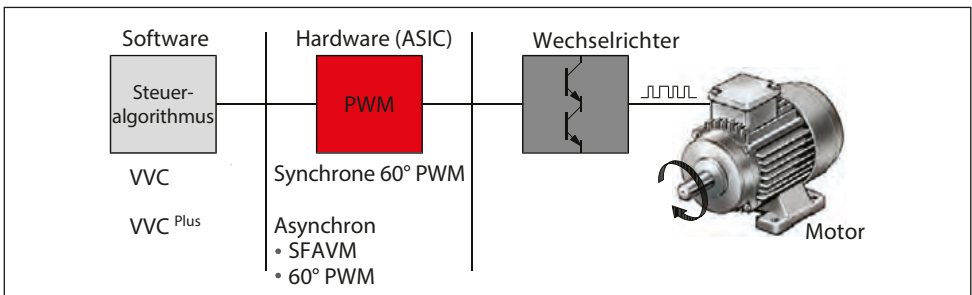 Software
Hardware (ASIC)
Wechselrichter
Steuer-
algorithmus
PWM
VVC
Synchrone 60° PWM
VVC Plus
Asynchron
• SFAVM
• 60° PWM
Motor